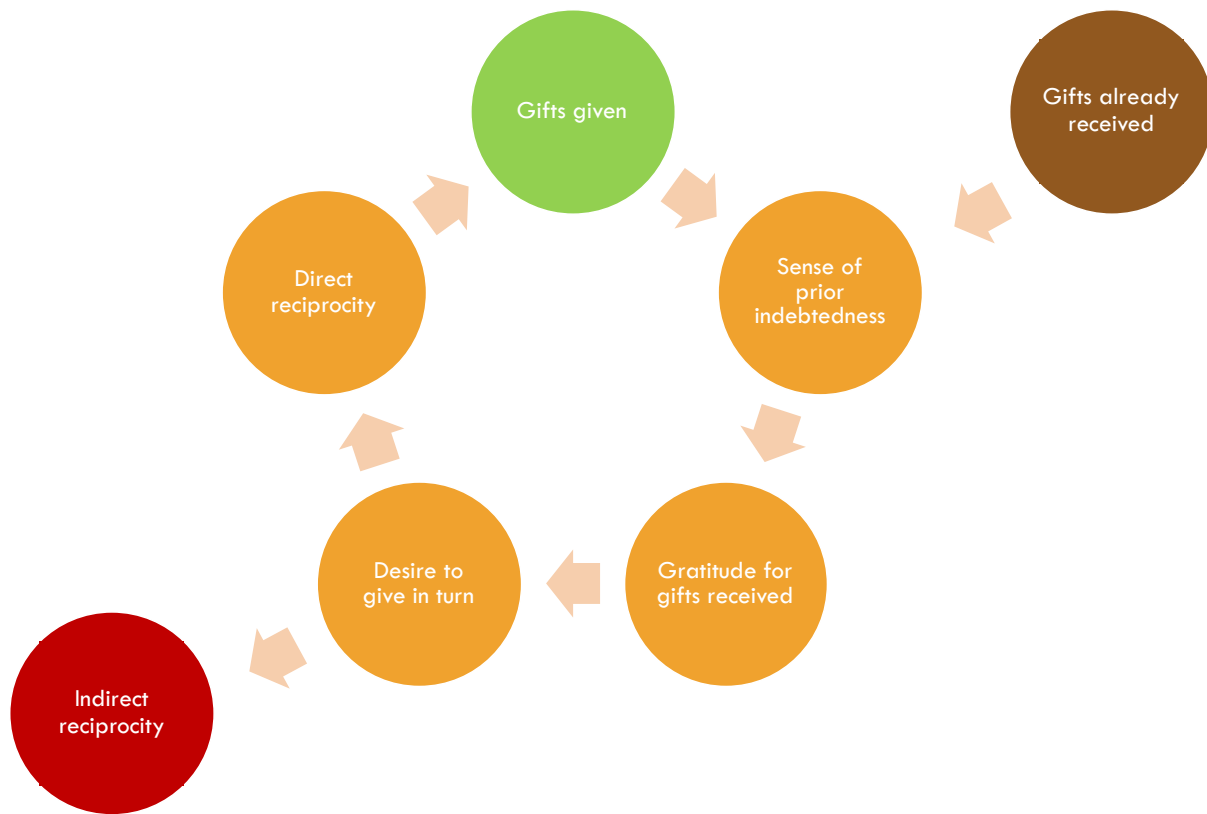 Gifts given
Gifts already
received
Sense of
prior
indebtedness
Direct
reciprocity
Desire to
give in turn
Gratitude for
gifts received
Indirect
reciprocity